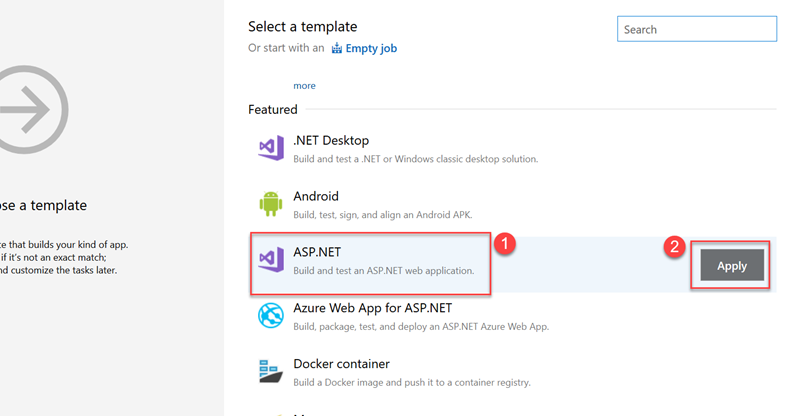 Select a template
Search
Or start with an Empty job
more
Featured
.NET Desktop
Build and test a .NET or Windows classic desktop solution.
Android
Build, test, sign, and align an Android APK.
ose a template
te that builds your kind of app.
if it's not an exact match;
nd customize the tasks later.
1
2
ASP.NET
Build and test an ASP.NET web application.
Apply
Azure Web App for ASP.NET
Build, package, test, and deploy an ASP.NET Azure Web App.
Docker container
Build a Docker image and push it to a container registry.